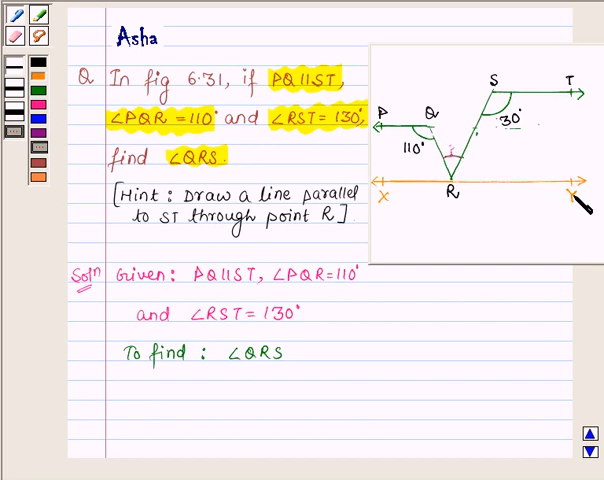 Asha
Q In fig 6.31, if PQ||ST,
∠PQR = 110° and ∠RST = 130°,
find ∠QRS.
[Hint: Draw a line parallel
to ST through point R].
Soln Given: PQ||ST, ∠PQR = 110°
and ∠RST = 130°
To find: ∠QRS
S T
P Q
130°
110°
R
X Y